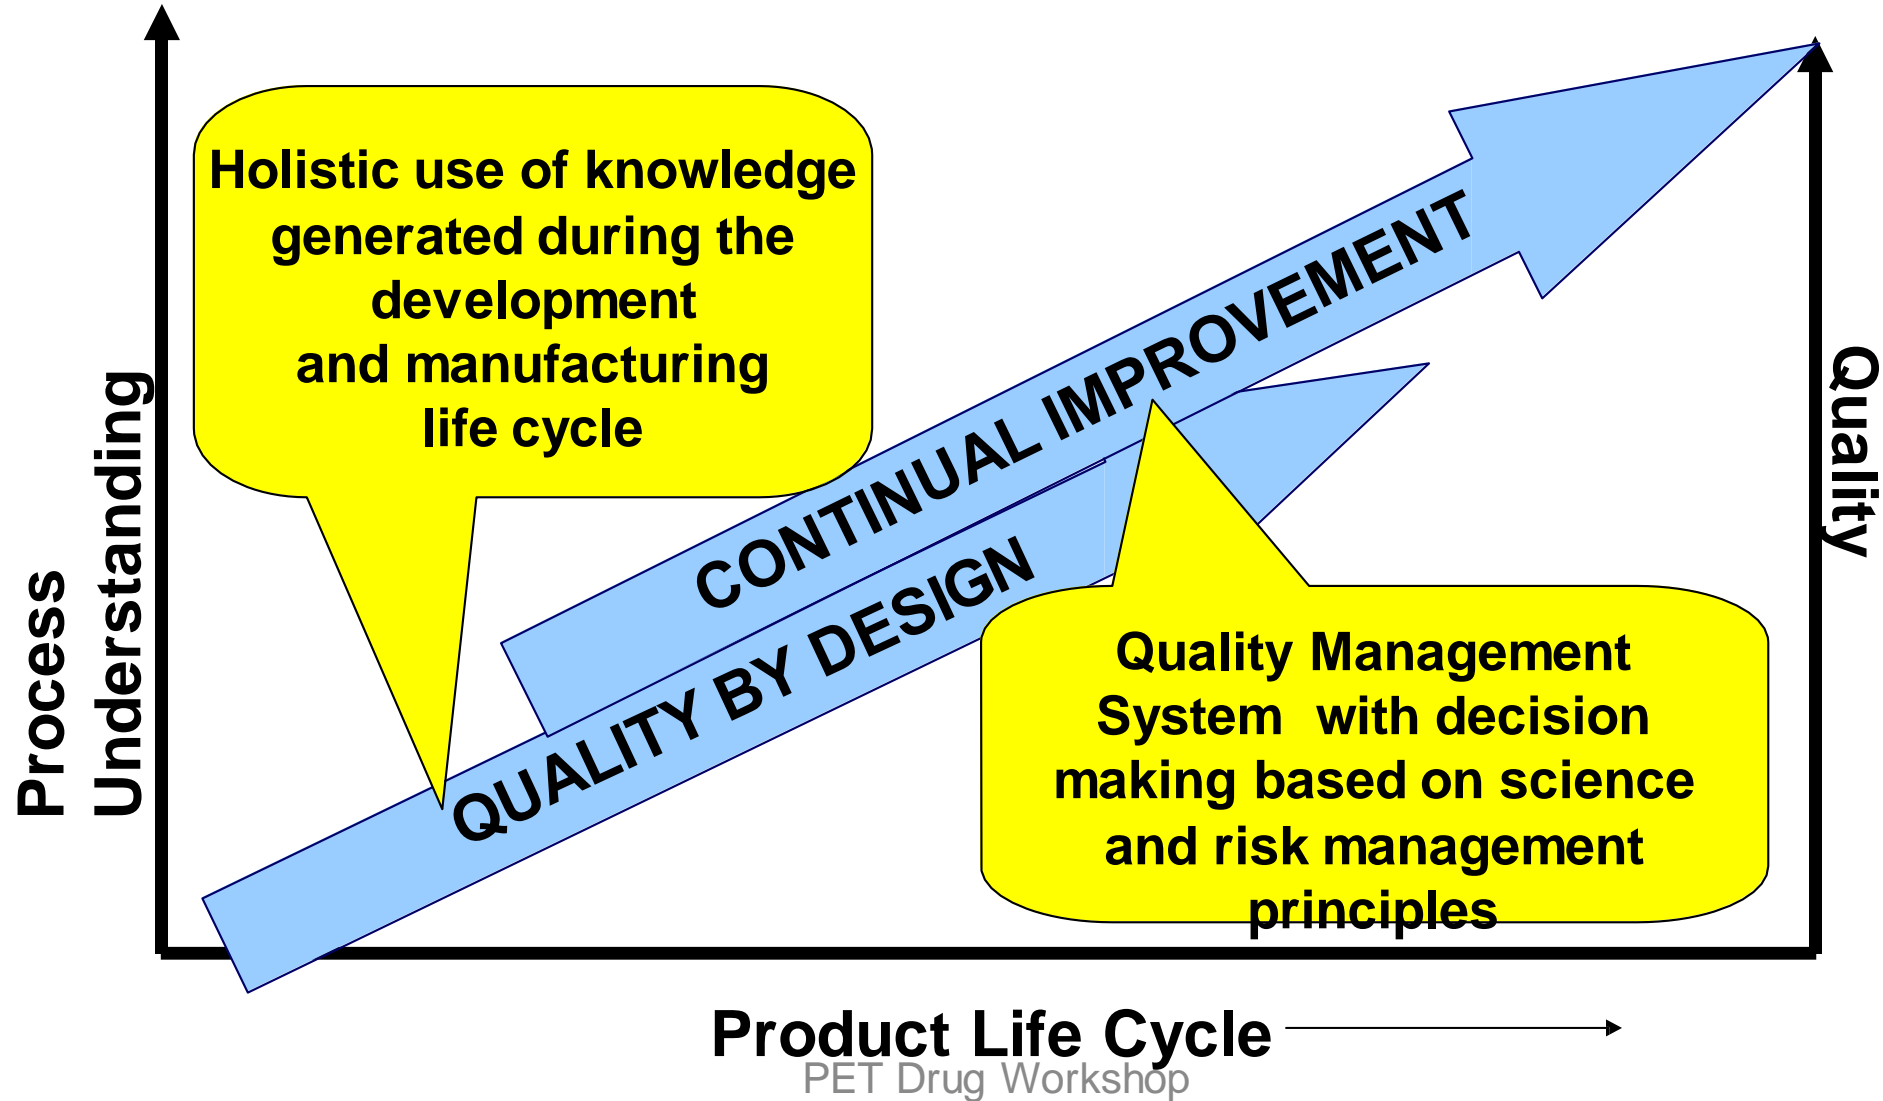 Holistic use of knowledge
generated during the
development
and manufacturing
life cycle
CONTINUAL IMPROVEMENT
QUALITY BY DESIGN
Quality Management
System with decision
making based on science
and risk management
principles
Process
Understanding
Quality
Product Life Cycle
PET Drug Workshop